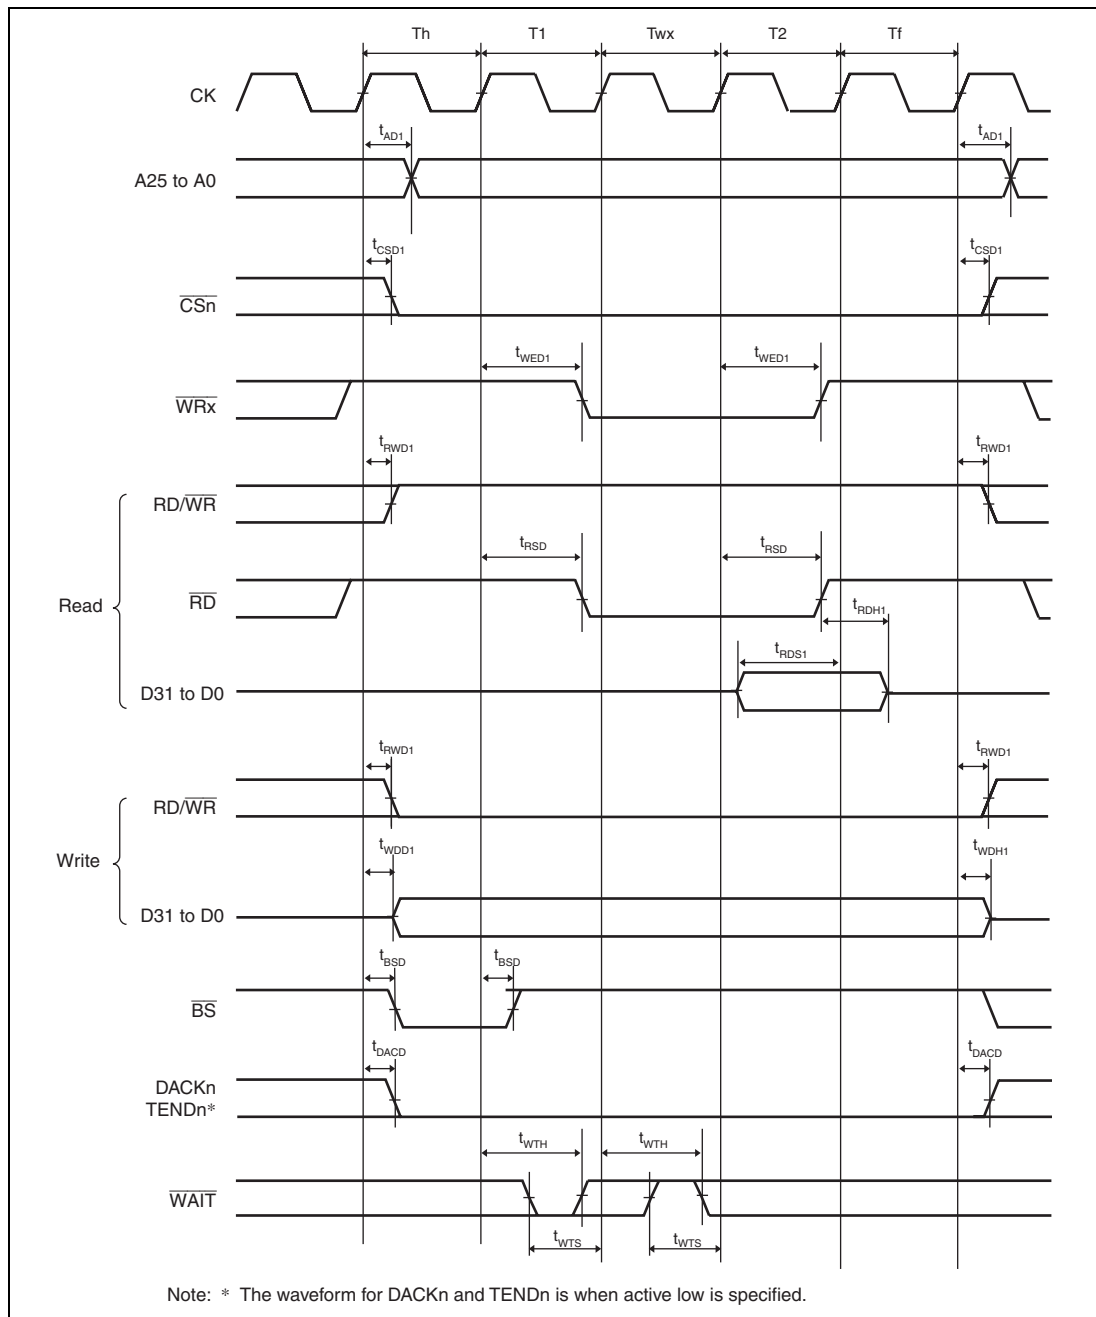 Th T1 Twx T2 Tf
CK
tAD1 tAD1
A25 to A0
tCSD1 tCSD1
CSn
tWED1 tWED1
WRx
tRWD1 tRWD1
RD/WR
tRSD tRSD
Read
RD
tRDH1
tRDS1
D31 to D0
tRWD1 tRWD1
RD/WR
tWDD1 tWDH1
Write
D31 to D0
tBSD tBSD
BS
tDACD tDACD
DACKn
TENDn*
tWTH tWTH
WAIT
tWTS tWTS
Note: * The waveform for DACKn and TENDn is when active low is specified.